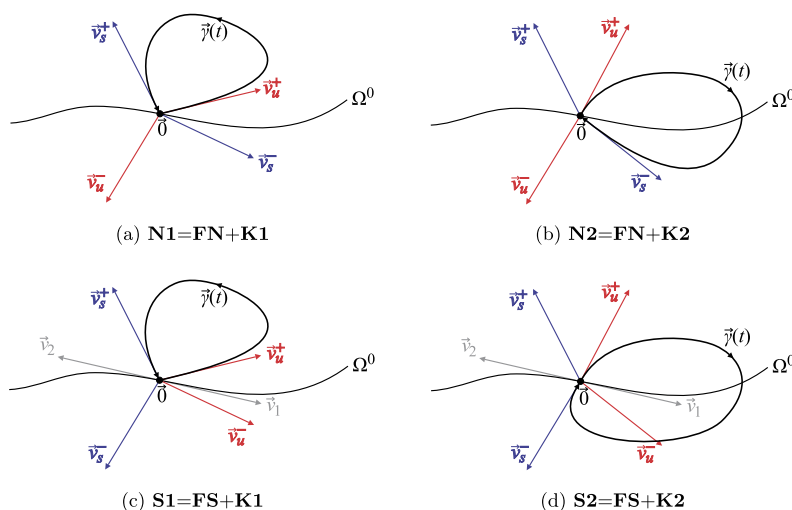 v⃗ₛ⁺ γ⃗(t) v⃗ᵤ⁺ Ω⁰ 0⃗ v⃗ₛ⁻ v⃗ᵤ⁻
(a) N1=FN+K1
v⃗ₛ⁺ v⃗ᵤ⁺ γ⃗(t) Ω⁰ 0⃗ v⃗ₛ⁻ v⃗ᵤ⁻
(b) N2=FN+K2
v⃗ₛ⁺ γ⃗(t) v⃗₂ v⃗ᵤ⁺ Ω⁰ 0⃗ v⃗₁ v⃗ᵤ⁻ v⃗ₛ⁻
(c) S1=FS+K1
v⃗ₛ⁺ v⃗ᵤ⁺ γ⃗(t) v⃗₂ Ω⁰ 0⃗ v⃗₁ v⃗ₛ⁻ v⃗ᵤ⁻
(d) S2=FS+K2